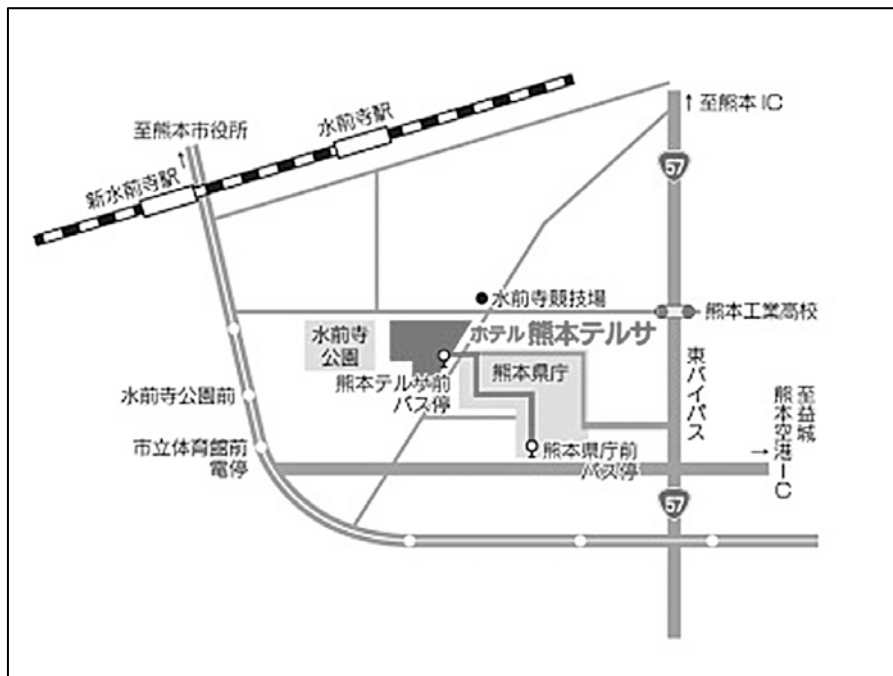 至熊本市役所
↑
水前寺駅
新水前寺駅
↑至熊本IC
57
水前寺競技場
熊本工業高校
水前寺
公園
ホテル熊本テルサ
熊本県庁
熊本テルサ前
バス停
水前寺公園前
市立体育館前
電停
熊本県庁前
バス停
東バイパス
至益城
熊本空港IC
→
57